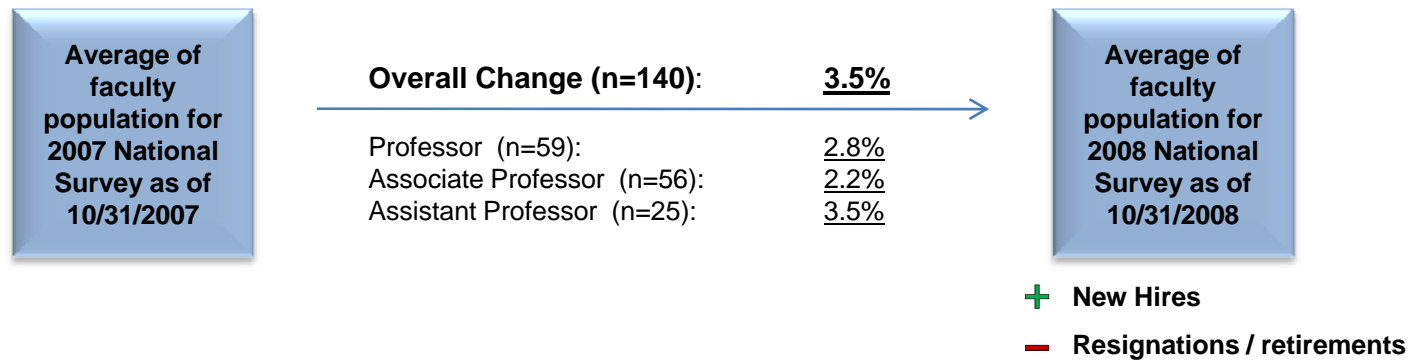 Average of
faculty
population for
2007 National
Survey as of
10/31/2007
Overall Change (n=140): 3.5%
Professor (n=59): 2.8%
Associate Professor (n=56): 2.2%
Assistant Professor (n=25): 3.5%
Average of
faculty
population for
2008 National
Survey as of
10/31/2008
New Hires
Resignations / retirements